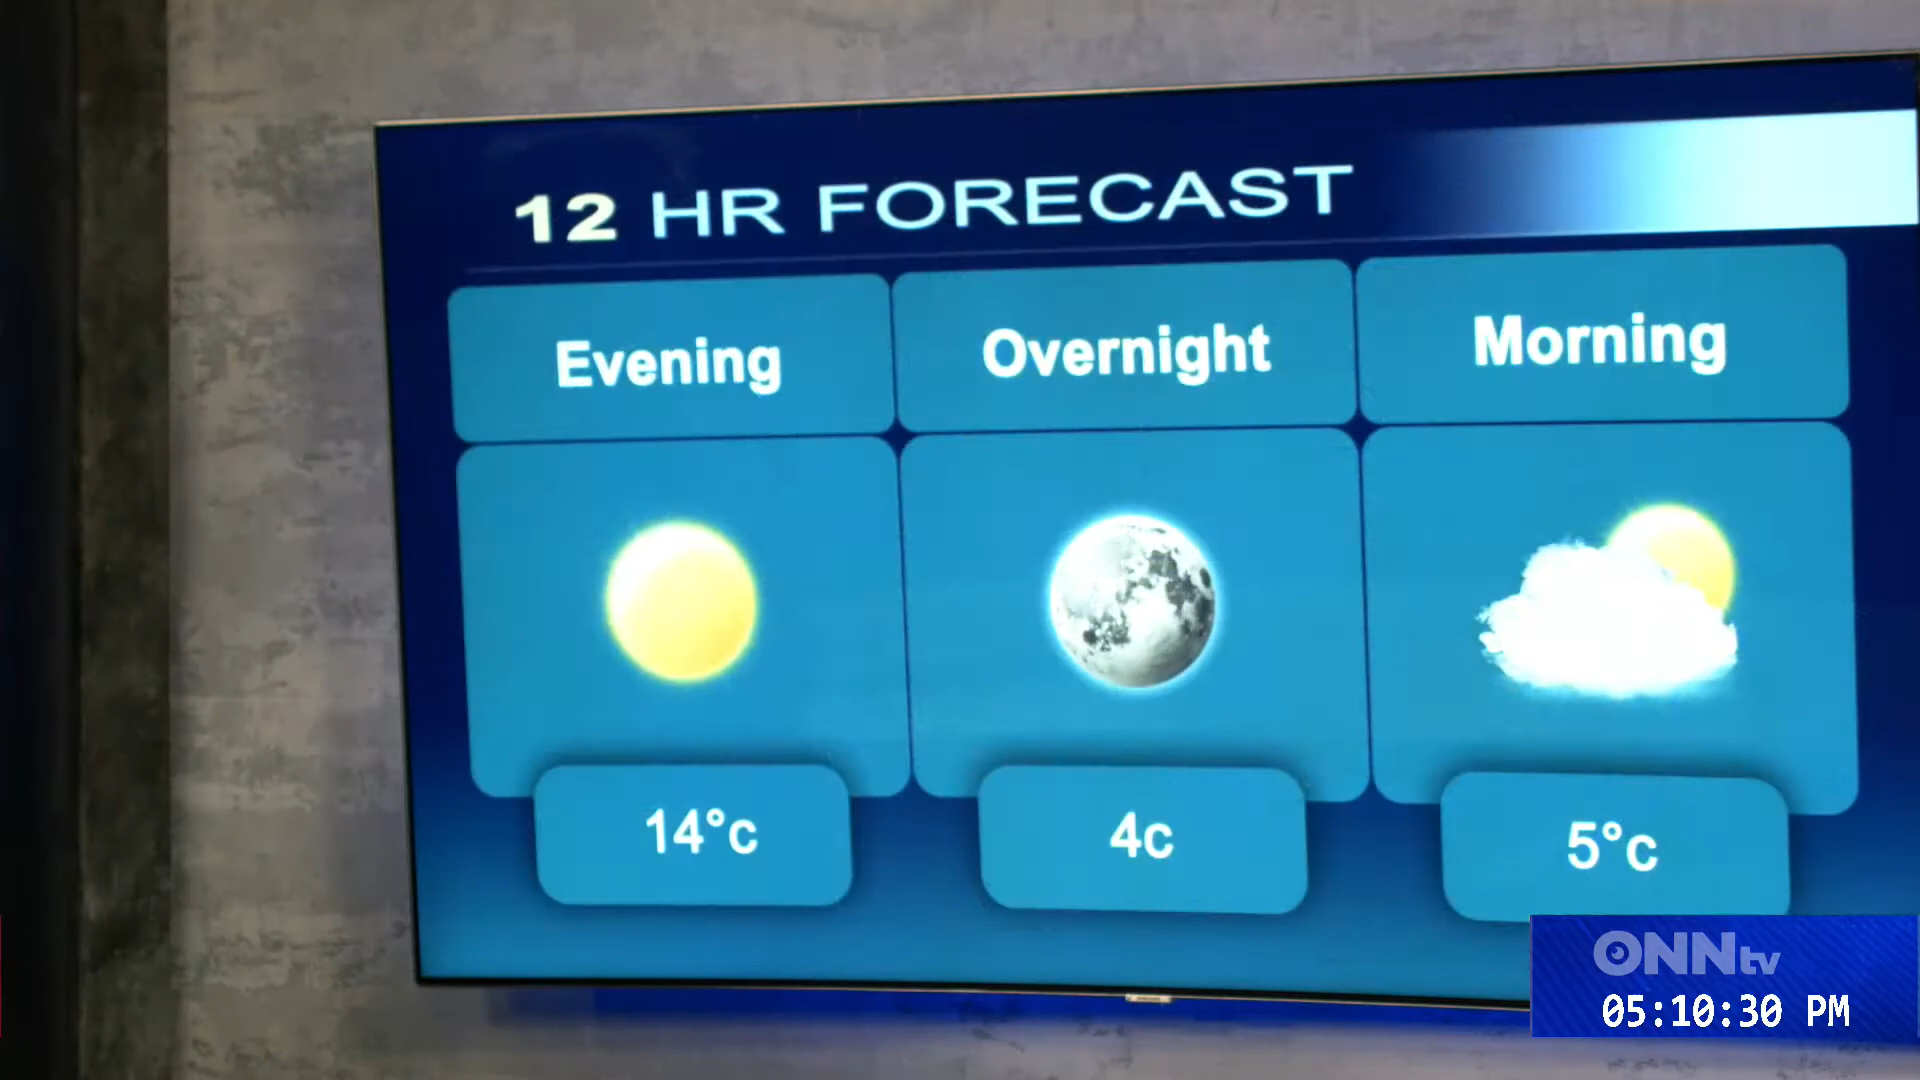 12 HR FORECAST
Evening
Overnight
Morning
14°c
4c
5°c
ONNtv
05:10:30 PM